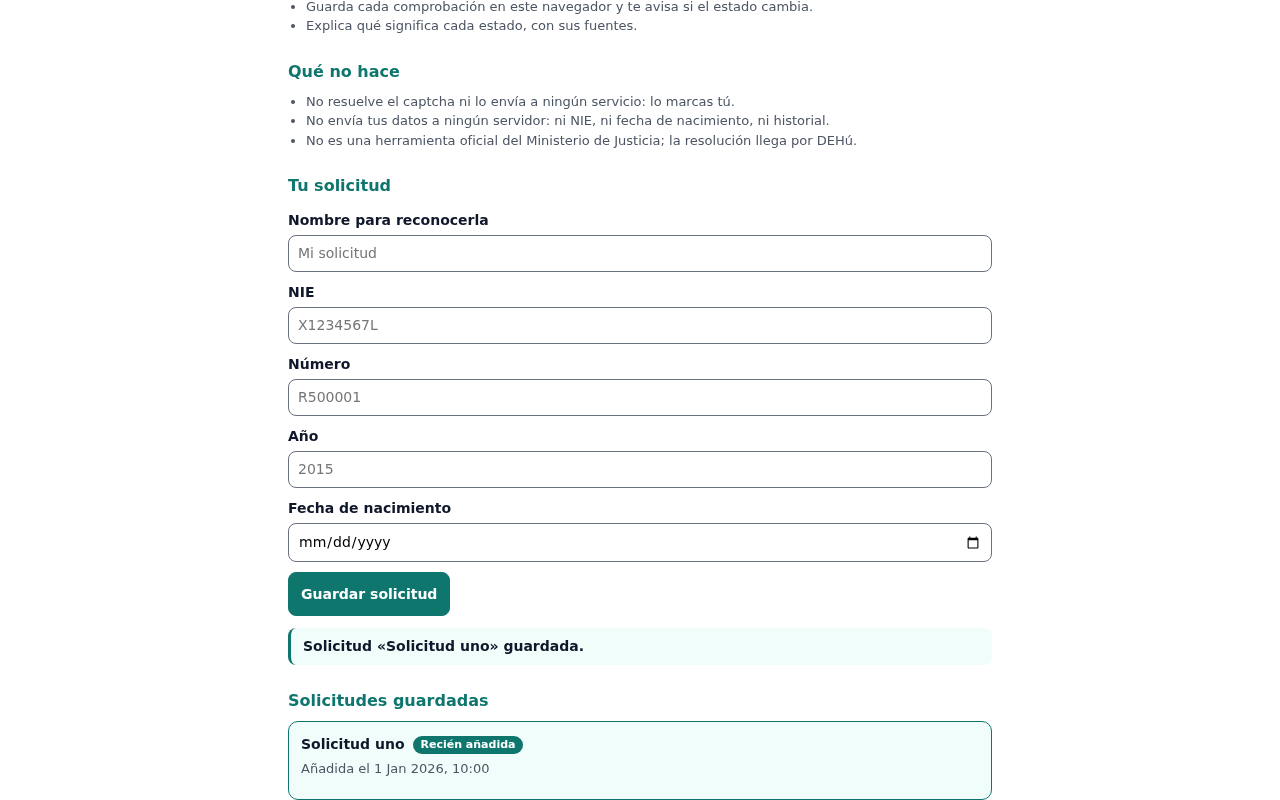 Guarda cada comprobación en este navegador y te avisa si el estado cambia.
Explica qué significa cada estado, con sus fuentes.
Qué no hace
No resuelve el captcha ni lo envía a ningún servicio: lo marcas tú.
No envía tus datos a ningún servidor: ni NIE, ni fecha de nacimiento, ni historial.
No es una herramienta oficial del Ministerio de Justicia; la resolución llega por DEHú.
Tu solicitud
Nombre para reconocerla
Mi solicitud
NIE
X1234567L
Número
R500001
Año
2015
Fecha de nacimiento
mm/dd/yyyy
Guardar solicitud
Solicitud «Solicitud uno» guardada.
Solicitudes guardadas
Solicitud uno Recién añadida
Añadida el 1 Jan 2026, 10:00